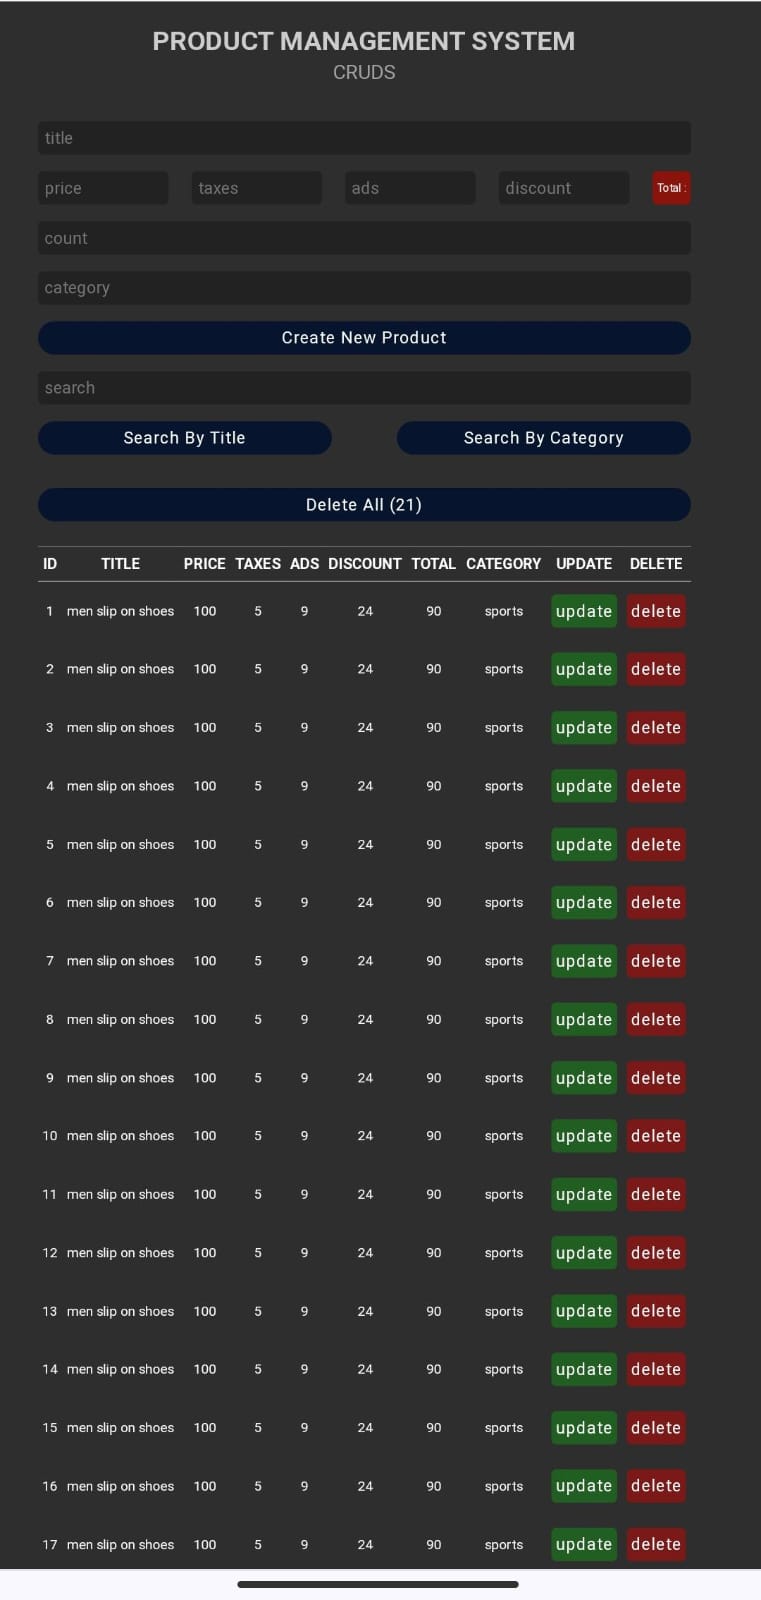 PRODUCT MANAGEMENT SYSTEM
CRUDS
title
price taxes ads discount Total :
count
category
Create New Product
search
Search By Title Search By Category
Delete All (21)
ID TITLE PRICE TAXES ADS DISCOUNT TOTAL CATEGORY UPDATE DELETE
1 men slip on shoes 100 5 9 24 90 sports update delete
2 men slip on shoes 100 5 9 24 90 sports update delete
3 men slip on shoes 100 5 9 24 90 sports update delete
4 men slip on shoes 100 5 9 24 90 sports update delete
5 men slip on shoes 100 5 9 24 90 sports update delete
6 men slip on shoes 100 5 9 24 90 sports update delete
7 men slip on shoes 100 5 9 24 90 sports update delete
8 men slip on shoes 100 5 9 24 90 sports update delete
9 men slip on shoes 100 5 9 24 90 sports update delete
10 men slip on shoes 100 5 9 24 90 sports update delete
11 men slip on shoes 100 5 9 24 90 sports update delete
12 men slip on shoes 100 5 9 24 90 sports update delete
13 men slip on shoes 100 5 9 24 90 sports update delete
14 men slip on shoes 100 5 9 24 90 sports update delete
15 men slip on shoes 100 5 9 24 90 sports update delete
16 men slip on shoes 100 5 9 24 90 sports update delete
17 men slip on shoes 100 5 9 24 90 sports update delete